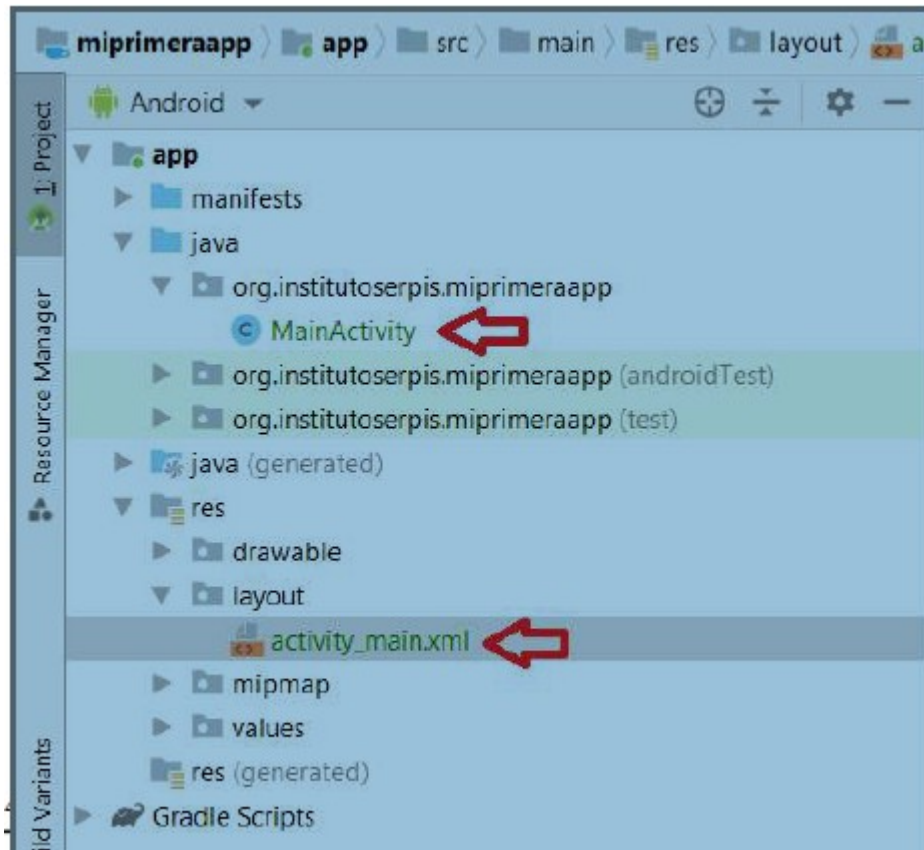 miprimeraapp app src main res layout a
Android
1: Project
app
manifests
java
org.institutoserpis.miprimeraapp
MainActivity
org.institutoserpis.miprimeraapp (androidTest)
org.institutoserpis.miprimeraapp (test)
Resource Manager
java (generated)
res
drawable
layout
activity_main.xml
mipmap
values
res (generated)
ild Variants
Gradle Scripts